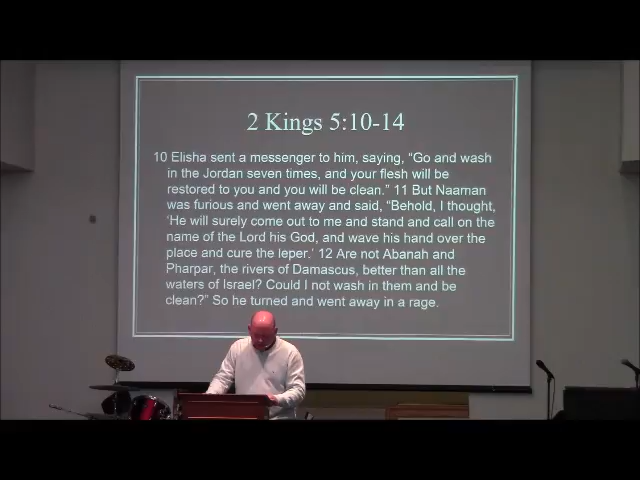 2 Kings 5:10-14
10 Elisha sent a messenger to him, saying, “Go and wash
in the Jordan seven times, and your flesh will be
restored to you and you will be clean.” 11 But Naaman
was furious and went away and said, “Behold, I thought,
‘He will surely come out to me and stand and call on the
name of the Lord his God, and wave his hand over the
place and cure the leper.’ 12 Are not Abanah and
Pharpar, the rivers of Damascus, better than all the
waters of Israel? Could I not wash in them and be
clean?” So he turned and went away in a rage.